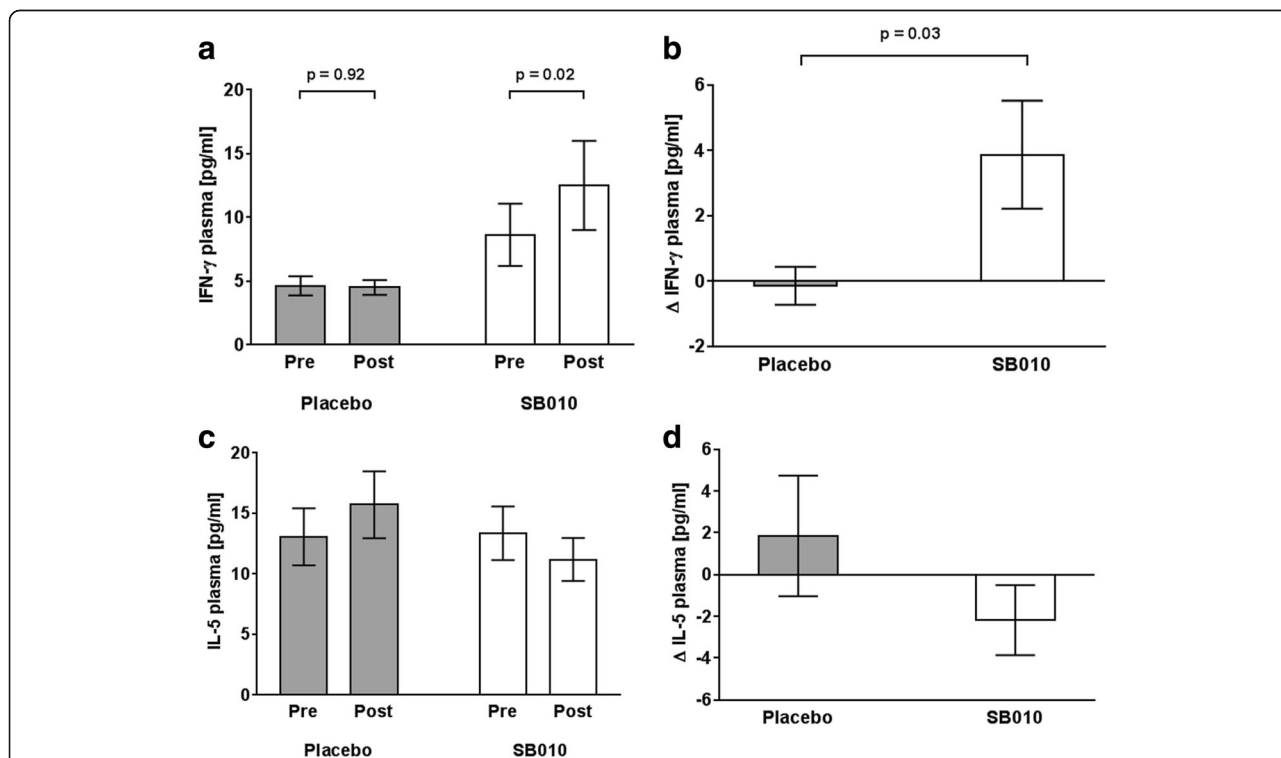 a
p = 0.92
p = 0.02
20
15
10
5
0
IFN-γ plasma [pg/ml]
Pre Post Pre Post
Placebo SB010
b
p = 0.03
6
4
2
0
-2
Δ IFN-γ plasma [pg/ml]
Placebo SB010
c
20
15
10
5
0
IL-5 plasma [pg/ml]
Pre Post Pre Post
Placebo SB010
d
6
4
2
0
-2
-4
-6
Δ IL-5 plasma [pg/ml]
Placebo SB010